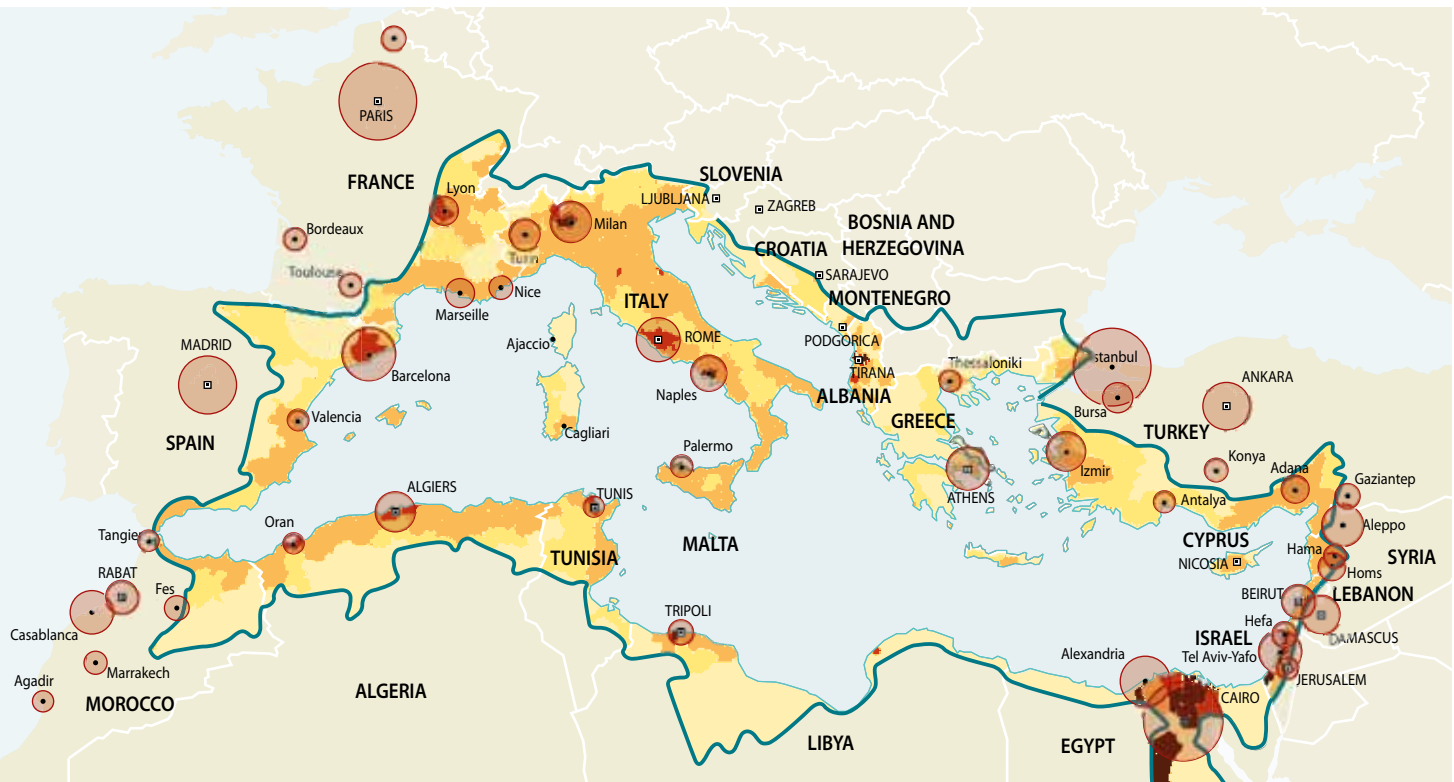 PARIS
FRANCE
Lyon
SLOVENIA
LJUBLJANA
ZAGREB
Milan
Bordeaux
BOSNIA AND
HERZEGOVINA
CROATIA
Turin
Toulouse
SARAJEVO
Nice
ITALY
MONTENEGRO
Marseille
ROME
PODGORICA
Ajaccio
MADRID
Barcelona
TIRANA
Thessaloniki
stanbul
ANKARA
Naples
ALBANIA
Bursa
Valencia
GREECE
TURKEY
SPAIN
Cagliari
Palermo
Izmir
Konya
Adana
Gaziantep
ALGIERS
TUNIS
ATHENS
Antalya
Oran
Aleppo
Tangier
MALTA
CYPRUS
Hama
SYRIA
TUNISIA
NICOSIA
Homs
RABAT
Fes
BEIRUT
LEBANON
TRIPOLI
Hefa
Casablanca
ISRAEL
DAMASCUS
Tel Aviv-Yafo
Alexandria
Marrakech
JERUSALEM
Agadir
ALGERIA
MOROCCO
CAIRO
LIBYA
EGYPT